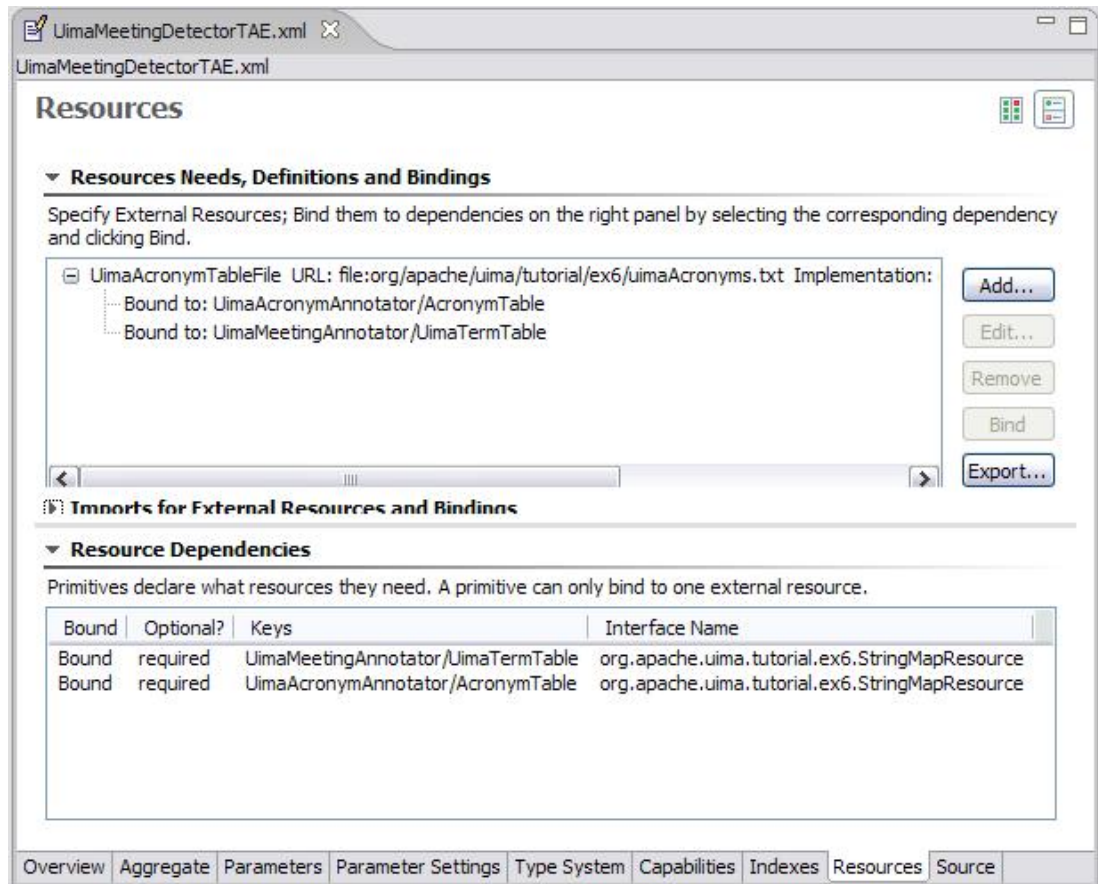 UimaMeetingDetectorTAE.xml
UimaMeetingDetectorTAE.xml
Resources
Resources Needs, Definitions and Bindings
Specify External Resources; Bind them to dependencies on the right panel by selecting the corresponding dependency
and clicking Bind.
UimaAcronymTableFile URL: file:org/apache/uima/tutorial/ex6/uimaAcronyms.txt Implementation:
Bound to: UimaAcronymAnnotator/AcronymTable
Bound to: UimaMeetingAnnotator/UimaTermTable
Add...
Edit...
Remove
Bind
Export...
Imports for External Resources and Bindings
Resource Dependencies
Primitives declare what resources they need. A primitive can only bind to one external resource.
Bound Optional? Keys Interface Name
Bound required UimaMeetingAnnotator/UimaTermTable org.apache.uima.tutorial.ex6.StringMapResource
Bound required UimaAcronymAnnotator/AcronymTable org.apache.uima.tutorial.ex6.StringMapResource
Overview Aggregate Parameters Parameter Settings Type System Capabilities Indexes Resources Source